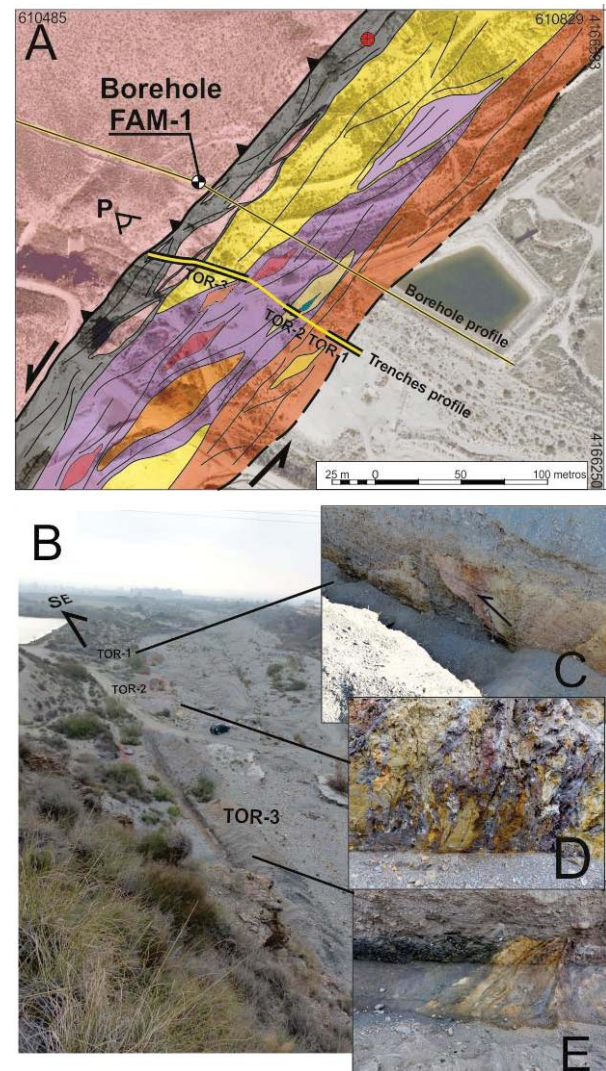 610485
610829
A
Borehole
FAM-1
P
TOR-3
TOR-2
TOR-1
Borehole profile
Trenches profile
4166250
25 m 0 50 100 metros
B
SE
TOR-1
TOR-2
TOR-3
C
D
E